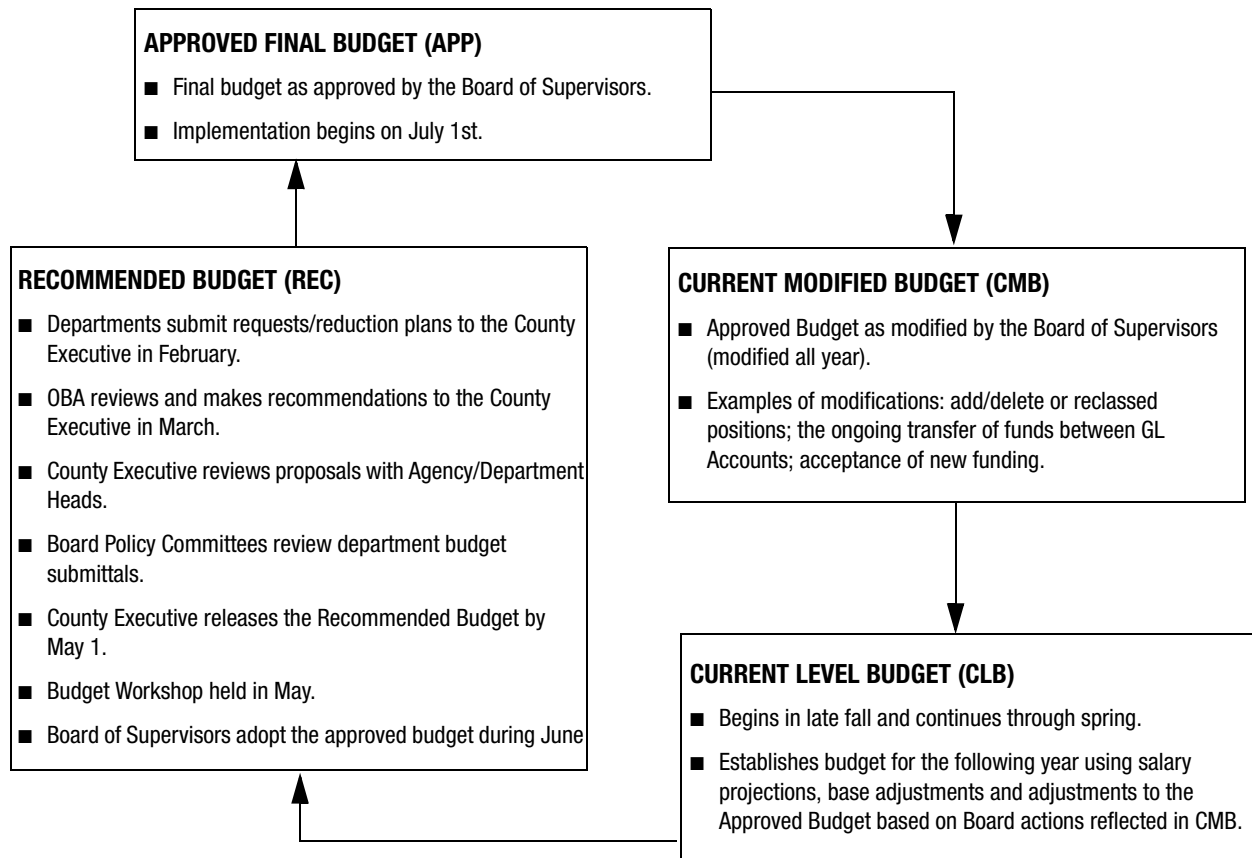 APPROVED FINAL BUDGET (APP)
■ Final budget as approved by the Board of Supervisors.
■ Implementation begins on July 1st.
RECOMMENDED BUDGET (REC)
■ Departments submit requests/reduction plans to the County
Executive in February.
■ OBA reviews and makes recommendations to the County
Executive in March.
■ County Executive reviews proposals with Agency/Department
Heads.
■ Board Policy Committees review department budget
submittals.
■ County Executive releases the Recommended Budget by
May 1.
■ Budget Workshop held in May.
■ Board of Supervisors adopt the approved budget during June
CURRENT MODIFIED BUDGET (CMB)
■ Approved Budget as modified by the Board of Supervisors
(modified all year).
■ Examples of modifications: add/delete or reclassed
positions; the ongoing transfer of funds between GL
Accounts; acceptance of new funding.
CURRENT LEVEL BUDGET (CLB)
■ Begins in late fall and continues through spring.
■ Establishes budget for the following year using salary
projections, base adjustments and adjustments to the
Approved Budget based on Board actions reflected in CMB.